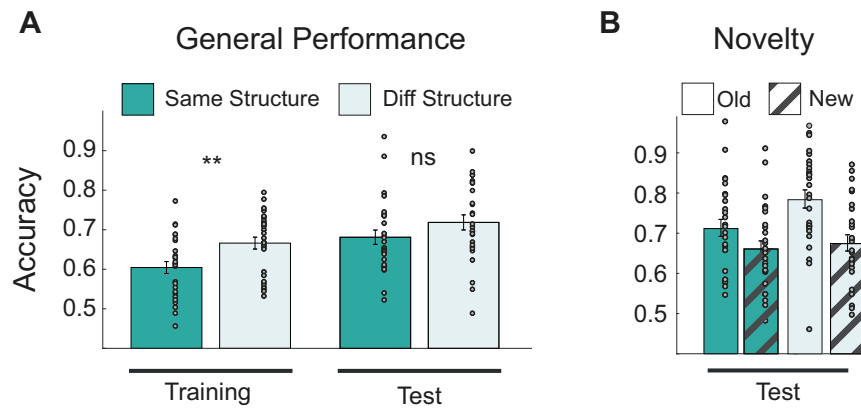 A
General Performance
Same Structure
Diff Structure
**
ns
Accuracy
0.9
0.8
0.7
0.6
0.5
Training
Test
B
Novelty
Old
New
0.9
0.8
0.7
0.6
0.5
Test